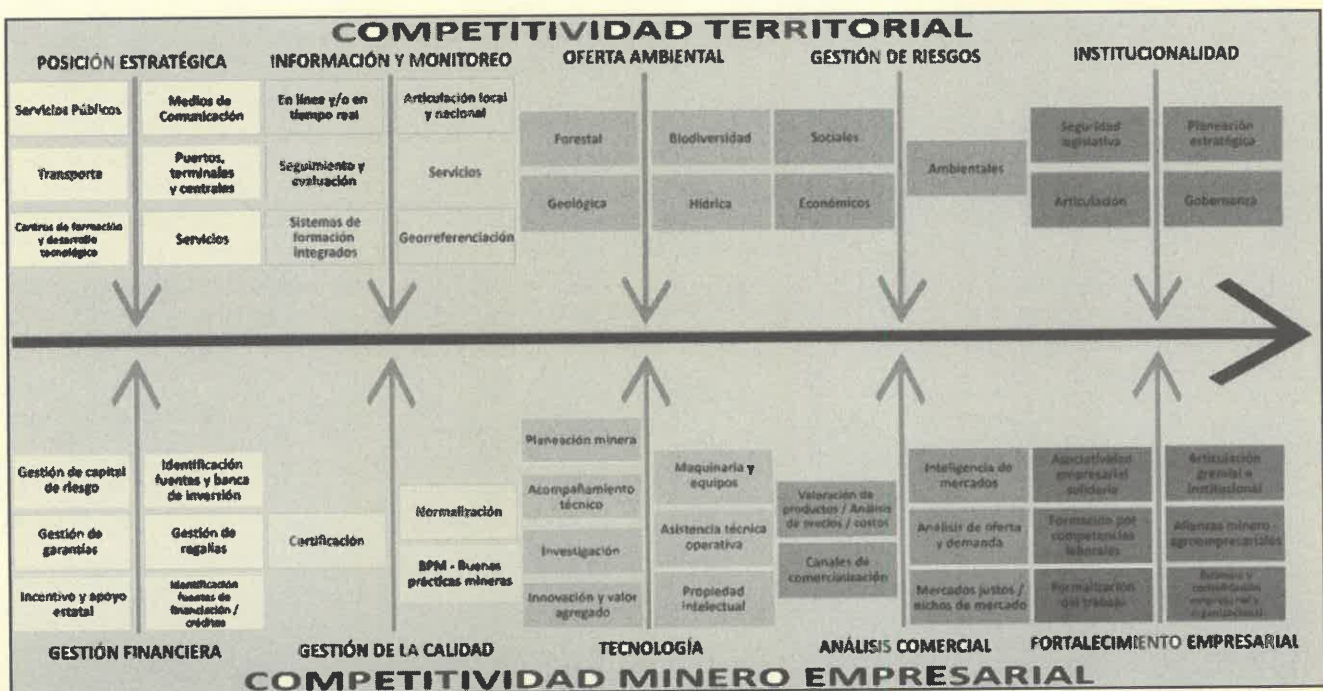 COMPETITIVIDAD TERRITORIAL
POSICIÓN ESTRATÉGICA
Servicios Públicos
Medios de
Comunicación
Transporte
Puertos,
terminales
y centrales
Centros de formación
y desarrollo
tecnológico
Servicios
INFORMACIÓN Y MONITOREO
En línea y/o en
tiempo real
Articulación local
y nacional
Seguimiento y
evaluación
Servicios
Sistemas de
formación
integrados
Georreferenciación
OFERTA AMBIENTAL
Forestal
Biodiversidad
Geológica
Hídrica
GESTIÓN DE RIESGOS
Sociales
Ambientales
Económicos
INSTITUCIONALIDAD
Seguridad
legislativa
Planeación
estratégica
Articulación
Gobernanza
Gestión de capital
de riesgo
Identificación
fuentes y banca
de inversión
Gestión de
garantías
Gestión de
regalías
Incentivo y apoyo
estatal
Identificación
fuentes de
financiación /
créditos
GESTIÓN FINANCIERA
Certificación
Normalización
BPM - Buenas
prácticas mineras
GESTIÓN DE LA CALIDAD
Planeación minera
Acompañamiento
técnico
Investigación
Innovación y valor
agregado
Maquinaria y
equipos
Asistencia técnica
operativa
Propiedad
intelectual
TECNOLOGÍA
Valoración de
productos / Análisis
de precios / costos
Canales de
comercialización
Inteligencia de
mercados
Análisis de oferta
y demanda
Mercados justos /
nichos de mercado
ANÁLISIS COMERCIAL
Asociatividad
empresarial
solidaria
Formación por
competencias
laborales
Formalización
del trabajo
Articulación
gremial e
institucional
Alianzas minero -
agroempresariales
empresarial y
organizacional
FORTALECIMIENTO EMPRESARIAL
COMPETITIVIDAD MINERO EMPRESARIAL